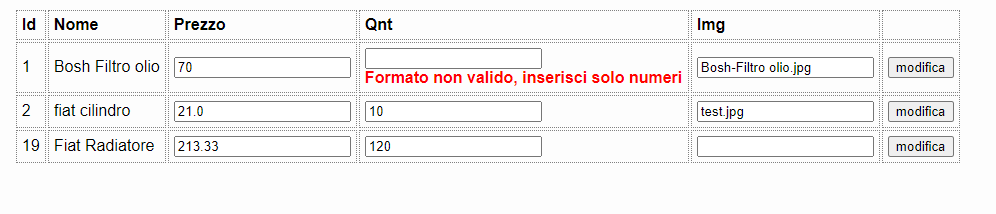 Id Nome Prezzo Qnt Img
1 Bosh Filtro olio 70 Bosh-Filtro olio.jpg modifica
Formato non valido, inserisci solo numeri
2 fiat cilindro 21.0 10 test.jpg modifica
19 Fiat Radiatore 213.33 120 modifica